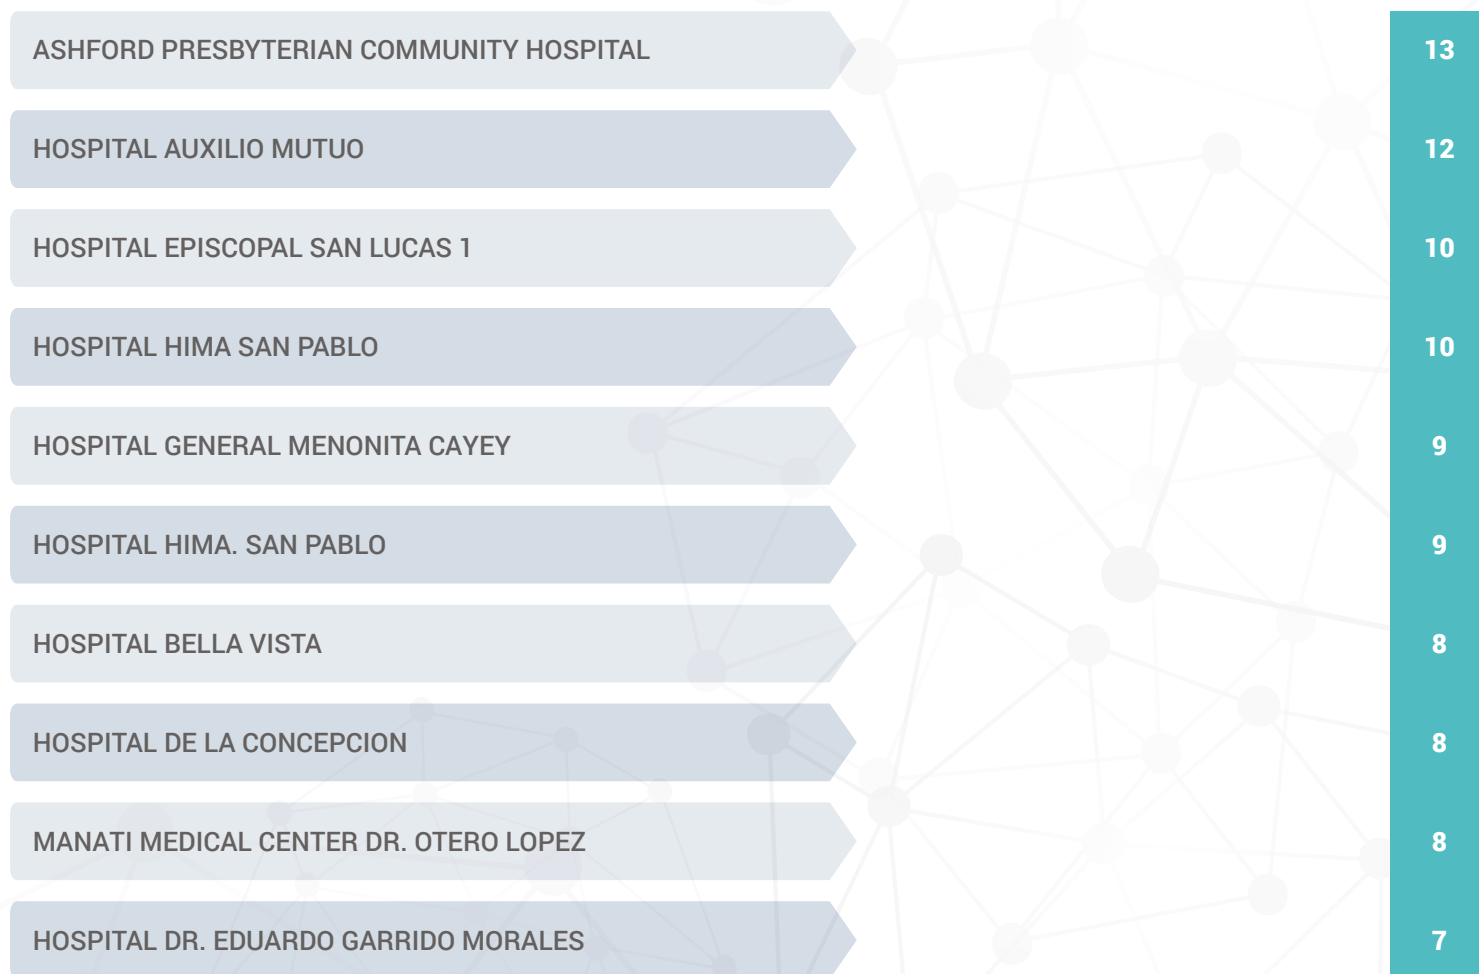 ASHFORD PRESBYTERIAN COMMUNITY HOSPITAL 13
HOSPITAL AUXILIO MUTUO 12
HOSPITAL EPISCOPAL SAN LUCAS 1 10
HOSPITAL HIMA SAN PABLO 10
HOSPITAL GENERAL MENONITA CAYEY 9
HOSPITAL HIMA. SAN PABLO 9
HOSPITAL BELLA VISTA 8
HOSPITAL DE LA CONCEPCION 8
MANATI MEDICAL CENTER DR. OTERO LOPEZ 8
HOSPITAL DR. EDUARDO GARRIDO MORALES 7